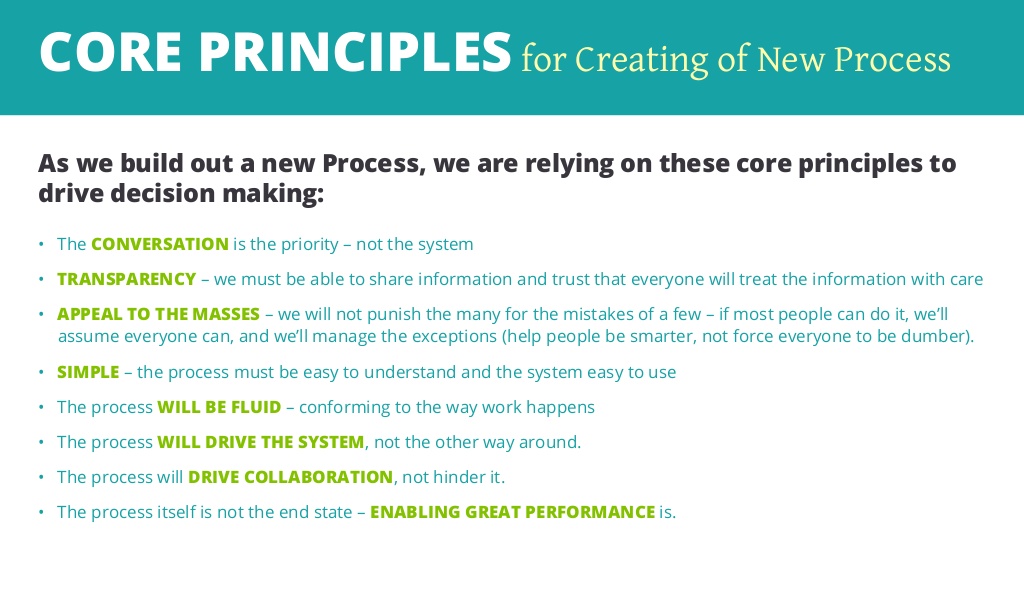 CORE PRINCIPLES for Creating of New Process
As we build out a new Process, we are relying on these core principles to
drive decision making:
• The CONVERSATION is the priority – not the system
• TRANSPARENCY – we must be able to share information and trust that everyone will treat the information with care
• APPEAL TO THE MASSES – we will not punish the many for the mistakes of a few – if most people can do it, we’ll
assume everyone can, and we’ll manage the exceptions (help people be smarter, not force everyone to be dumber).
• SIMPLE – the process must be easy to understand and the system easy to use
• The process WILL BE FLUID – conforming to the way work happens
• The process WILL DRIVE THE SYSTEM, not the other way around.
• The process will DRIVE COLLABORATION, not hinder it.
• The process itself is not the end state – ENABLING GREAT PERFORMANCE is.